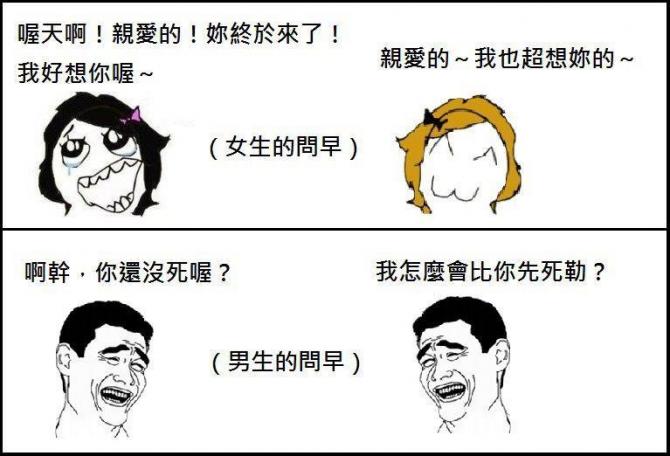 喔天啊！親愛的！妳終於來了！
我好想你喔～
親愛的～我也超想妳的～
(女生的問早)
啊幹，你還沒死喔？
我怎麼會比你先死勒？
(男生的問早)